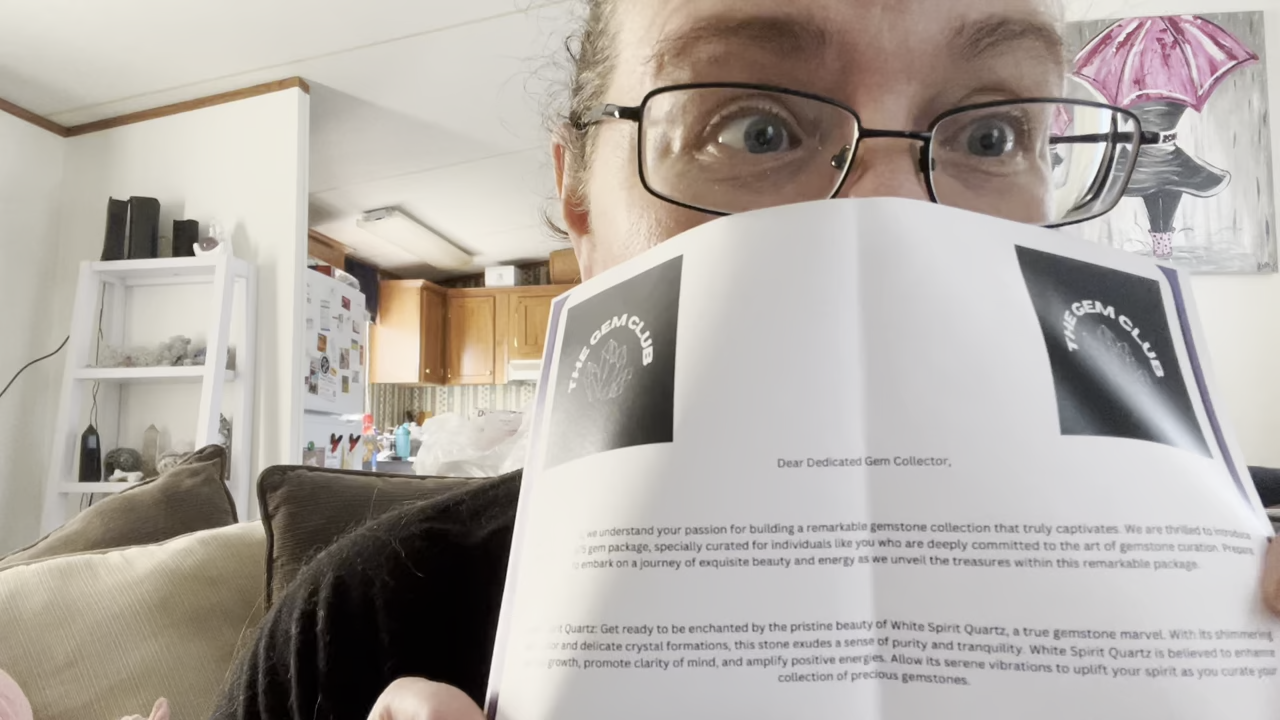 THE GEM CLUB
THE GEM CLUB
Dear Dedicated Gem Collector,
we understand your passion for building a remarkable gemstone collection that truly captivates. We are thrilled to introduce
gem package, specially curated for individuals like you who are deeply committed to the art of gemstone curation. Prepare
to embark on a journey of exquisite beauty and energy as we unveil the treasures within this remarkable package.
Quartz: Get ready to be enchanted by the pristine beauty of White Spirit Quartz, a true gemstone marvel. With its shimmering
and delicate crystal formations, this stone exudes a sense of purity and tranquility. White Spirit Quartz is believed to enhance
growth, promote clarity of mind, and amplify positive energies. Allow its serene vibrations to uplift your spirit as you curate your
collection of precious gemstones.